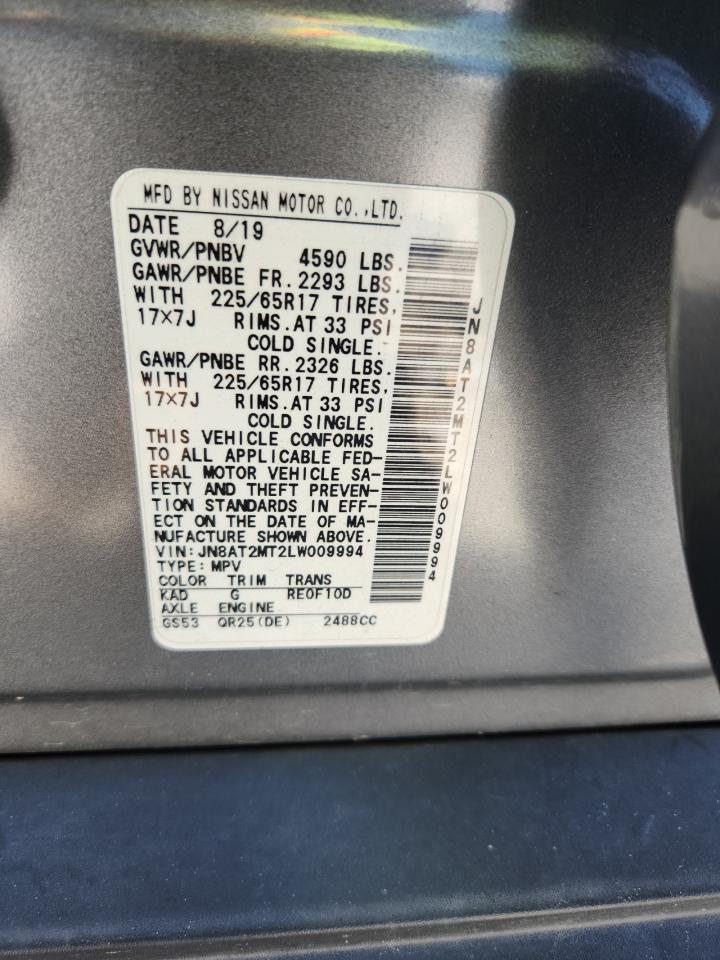 MFD BY NISSAN MOTOR CO.,LTD.
DATE 8/19
GVWR/PNBV 4590 LBS.
GAWR/PNBE FR. 2293 LBS.
WITH 225/65R17 TIRES,
17×7J RIMS.AT 33 PSI
COLD SINGLE.
GAWR/PNBE RR. 2326 LBS.
WITH 225/65R17 TIRES,
17×7J RIMS.AT 33 PSI
COLD SINGLE.
THIS VEHICLE CONFORMS
TO ALL APPLICABLE FED-
ERAL MOTOR VEHICLE SA-
FETY AND THEFT PREVEN-
TION STANDARDS IN EFF-
ECT ON THE DATE OF MA-
NUFACTURE SHOWN ABOVE.
VIN:JN8AT2MT2LW009994
TYPE:MPV
COLOR TRIM TRANS
KAD G RE0F10D
AXLE ENGINE
GS53 QR25(DE) 2488CC
JN8AT2MT2LW009994